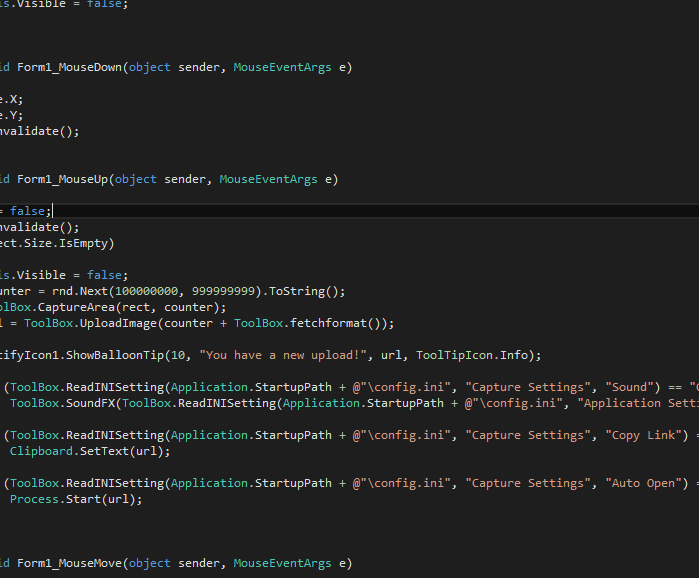 is.Visible = false;
id Form1_MouseDown(object sender, MouseEventArgs e)
e.X;
e.Y;
nvalidate();
id Form1_MouseUp(object sender, MouseEventArgs e)
= false;
nvalidate();
ect.Size.IsEmpty)
is.Visible = false;
unter = rnd.Next(100000000, 999999999).ToString();
olBox.CaptureArea(rect, counter);
l = ToolBox.UploadImage(counter + ToolBox.fetchformat());
tifyIcon1.ShowBalloonTip(10, "You have a new upload!", url, ToolTipIcon.Info);
(ToolBox.ReadINISetting(Application.StartupPath + @"\config.ini", "Capture Settings", "Sound") == "
ToolBox.SoundFX(ToolBox.ReadINISetting(Application.StartupPath + @"\config.ini", "Application Setti
(ToolBox.ReadINISetting(Application.StartupPath + @"\config.ini", "Capture Settings", "Copy Link") =
Clipboard.SetText(url);
(ToolBox.ReadINISetting(Application.StartupPath + @"\config.ini", "Capture Settings", "Auto Open") =
Process.Start(url);
id Form1_MouseMove(object sender, MouseEventArgs e)